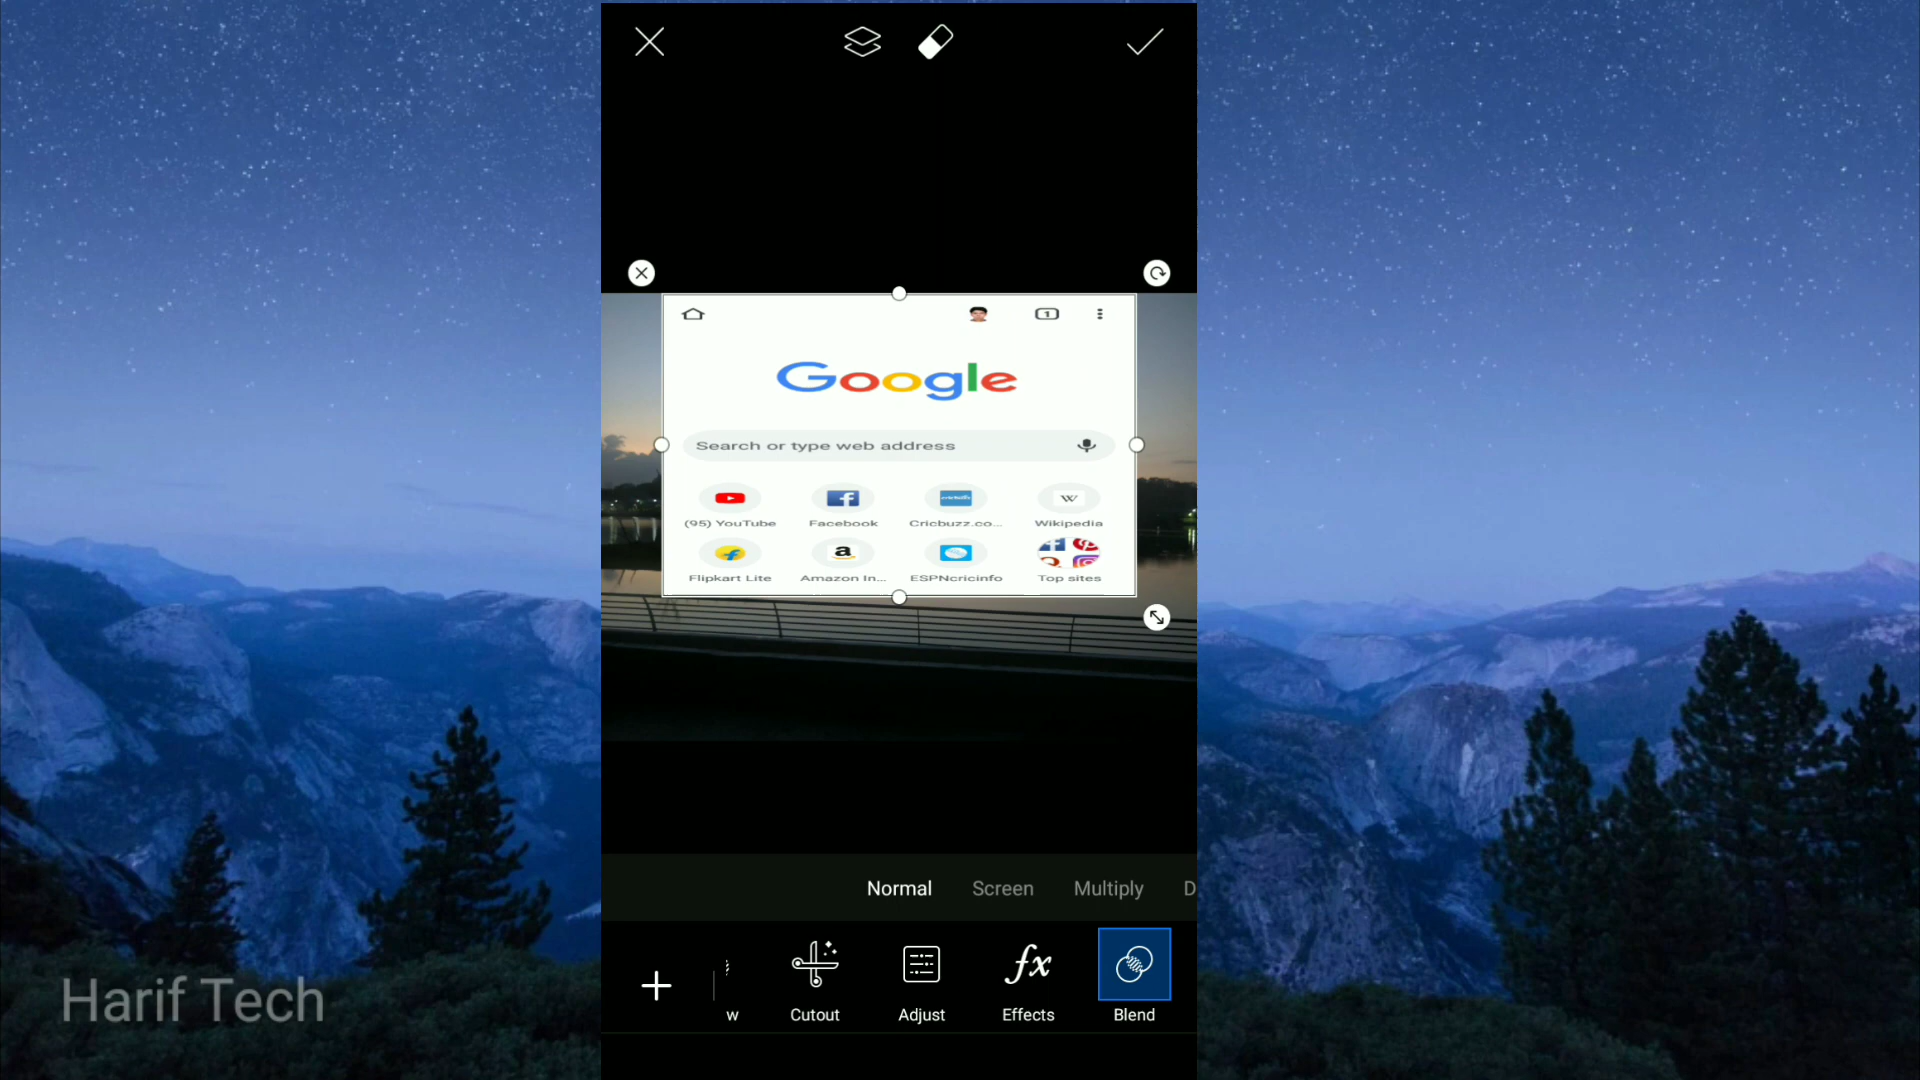 1
Google
Search or type web address
(95) YouTube
Facebook
Cricbuzz.co...
W
Wikipedia
Flipkart Lite
a
Amazon In...
ESPNcricinfo
Top sites
Normal
Screen
Multiply
D
w
Cutout
Adjust
fx
Effects
Blend
Harif Tech